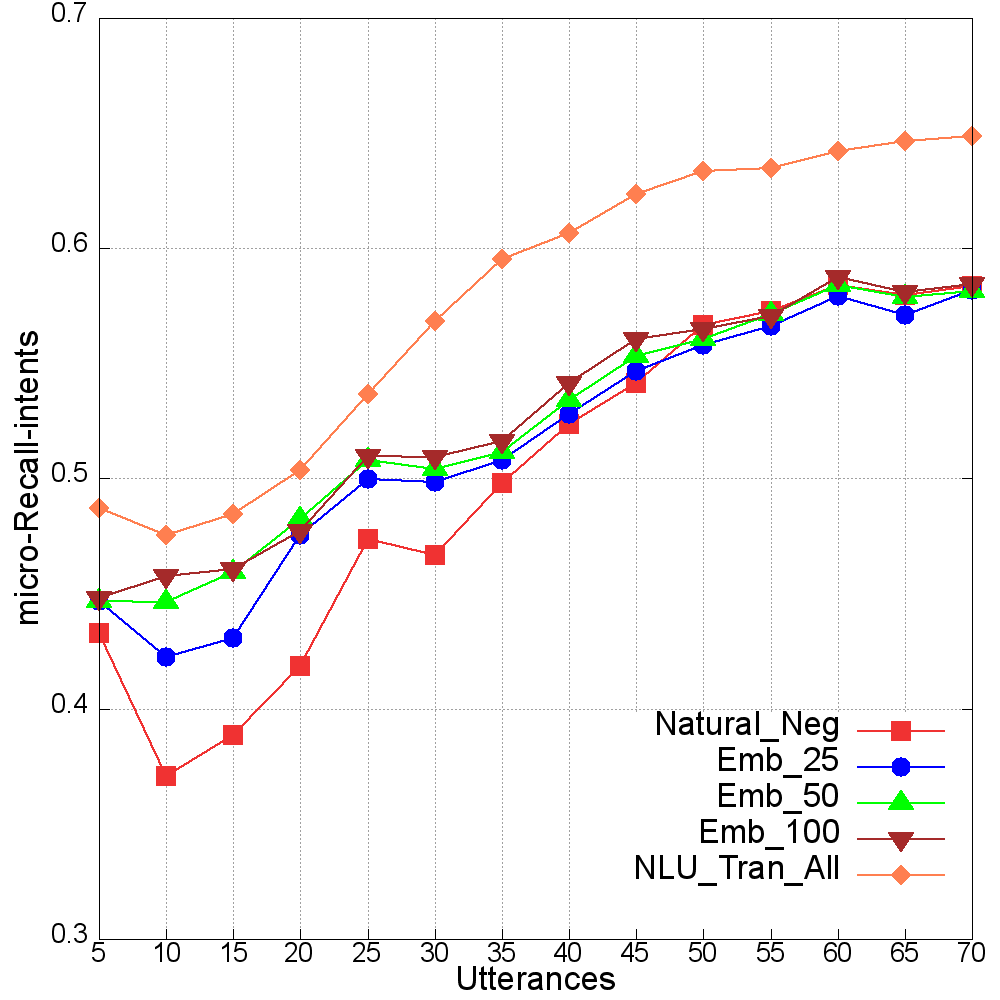 0.7
0.6
0.5
0.4
0.3
micro-Recall-intents
Natural_Neg
Emb_25
Emb_50
Emb_100
NLU_Tran_All
5 10 15 20 25 30 35 40 45 50 55 60 65 70
Utterances